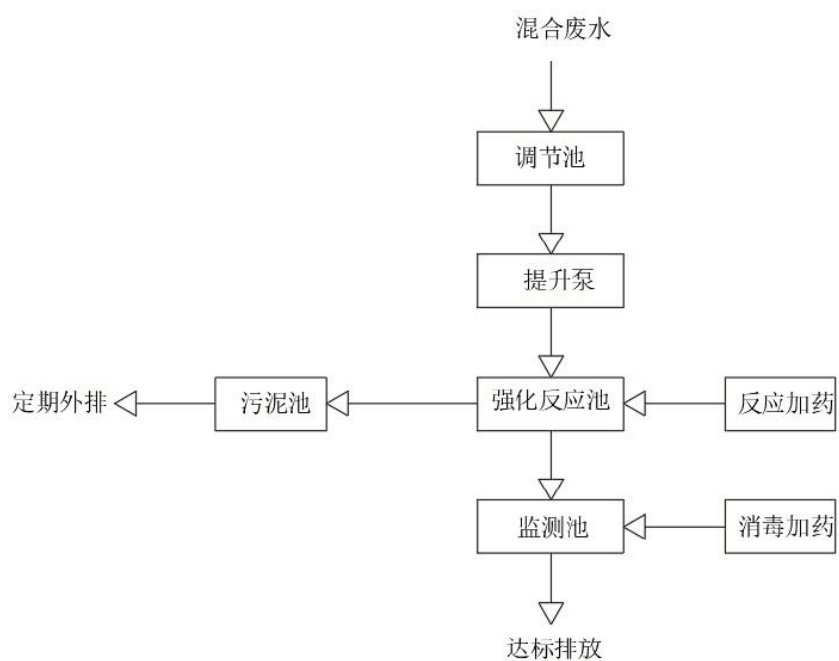 混合废水
调节池
提升泵
定期外排
污泥池
强化反应池
反应加药
监测池
消毒加药
达标排放